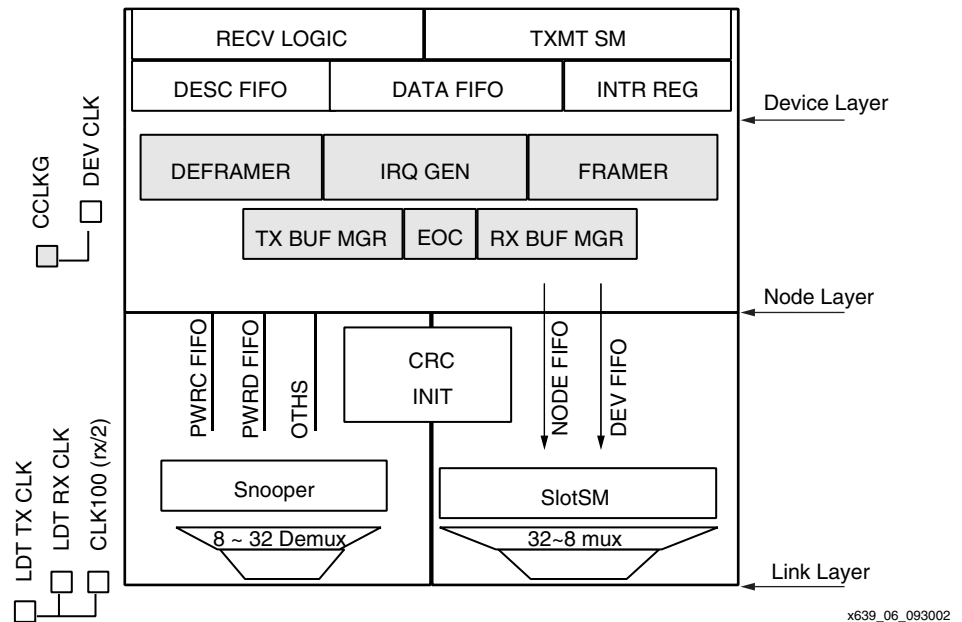 RECV LOGIC
TXMT SM
DESC FIFO
DATA FIFO
INTR REG
Device Layer
CCLKG
DEV CLK
DEFRAMER
IRQ GEN
FRAMER
TX BUF MGR
EOC
RX BUF MGR
Node Layer
PWRC FIFO
PWRD FIFO
OTHS
CRC
INIT
NODE FIFO
DEV FIFO
LDT TX CLK
LDT RX CLK
CLK100 (rx/2)
Snooper
SlotSM
8 ~ 32 Demux
32~8 mux
Link Layer
x639_06_093002